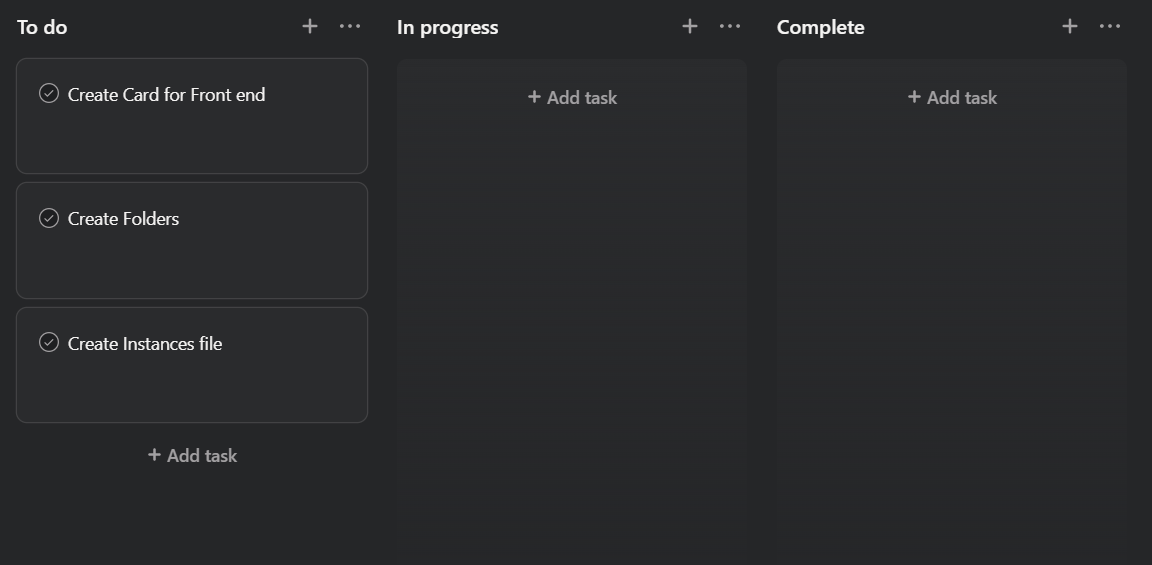 To do
Create Card for Front end
Create Folders
Create Instances file
+ Add task
In progress
+ Add task
Complete
+ Add task